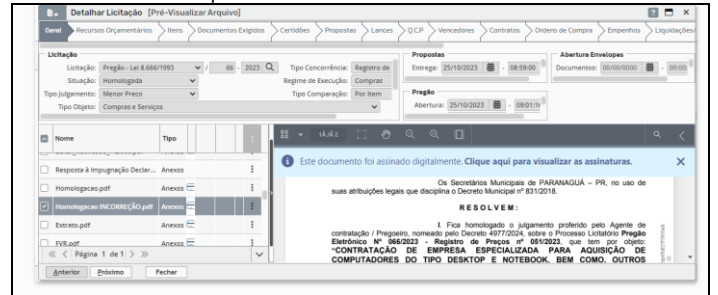 Detalhar Licitação [Pré-Visualizar Arquivo]
Geral Recursos Orçamentários Itens Documentos Exigidos Certidões Propostas Lances Q.C.P Vencedores Contratos Ordens de Compra Empenhos Liquidações/
Licitação
Licitação: Pregão - Lei 8.666/1993 / 66 - 2023 Tipo Concorrência: Registro de
Situação: Homologada Regime de Execução: Compras
Tipo Julgamento: Menor Preco Tipo Comparação: Por Item
Tipo Objeto: Compras e Serviços
Propostas
Entrega: 25/10/2023 - 08:59:00
Abertura Envelopes
Documentos: 00/00/0000 - 00:00
Pregão
Abertura: 25/10/2023 - 09:01:
Nome Tipo
Anexos
Resposta à Impugnação Declar... Anexos
Homologacao.pdf Anexos
Homologacao INCORREÇÃO.pdf Anexos
Extrato.pdf Anexos
FVR.pdf Anexos
Página 1 de 1
Este documento foi assinado digitalmente. Clique aqui para visualizar as assinaturas.
Os Secretários Municipais de PARANAGUÁ – PR, no uso de
suas atribuições legais que disciplina o Decreto Municipal nº 831/2018.
RESOLVEM:
I. Fica homologado o julgamento proferido pelo Agente de
contratação / Pregoeiro, nomeado pelo Decreto 4977/2024, sobre o Processo Licitatório Pregão
Eletrônico Nº 066/2023 - Registro de Preços nº 051/2023, que tem por objeto:
"CONTRATAÇÃO DE EMPRESA ESPECIALIZADA PARA AQUISIÇÃO DE
COMPUTADORES DO TIPO DESKTOP E NOTEBOOK, BEM COMO, OUTROS
Anterior Próximo Fechar